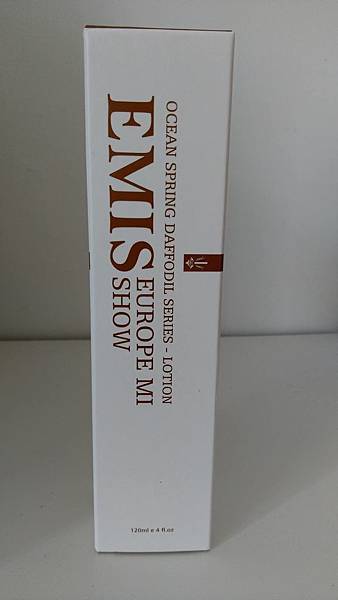 OCEAN SPRING DAFFODIL SERIES - LOTION
EMIS
EUROPE MI
SHOW
120ml e 4 fl.oz